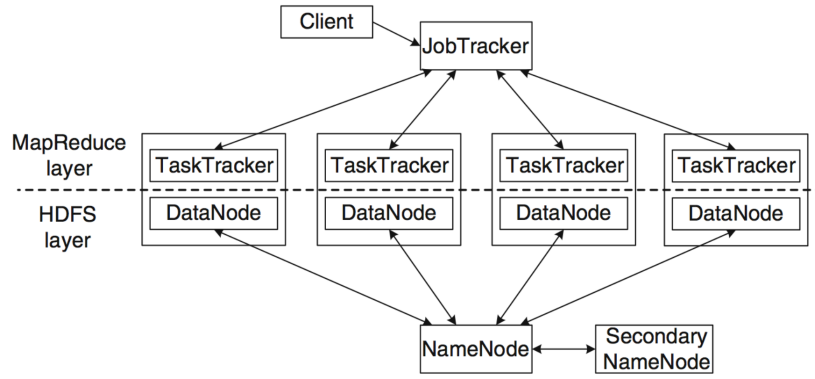 Client
JobTracker
MapReduce
layer
TaskTracker
TaskTracker
TaskTracker
TaskTracker
HDFS
layer
DataNode
DataNode
DataNode
DataNode
NameNode
Secondary
NameNode